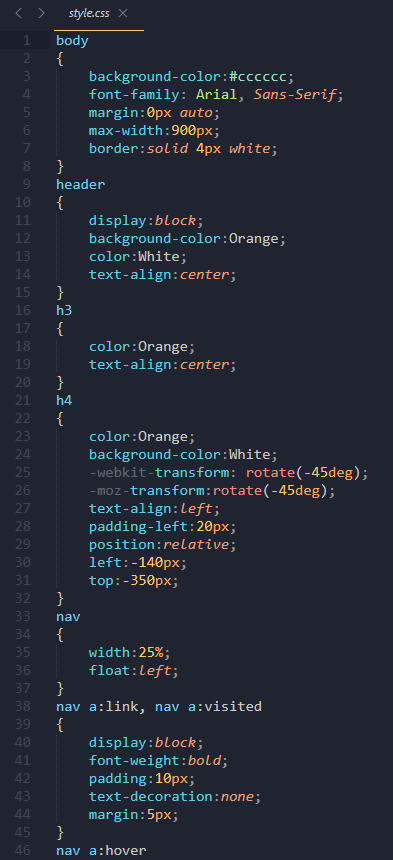 style.css
1 body
2 {
3 background-color:#cccccc;
4 font-family: Arial, Sans-Serif;
5 margin:0px auto;
6 max-width:900px;
7 border:solid 4px white;
8 }
9 header
10 {
11 display:block;
12 background-color:Orange;
13 color:White;
14 text-align:center;
15 }
16 h3
17 {
18 color:Orange;
19 text-align:center;
20 }
21 h4
22 {
23 color:Orange;
24 background-color:White;
25 -webkit-transform: rotate(-45deg);
26 -moz-transform:rotate(-45deg);
27 text-align:left;
28 padding-left:20px;
29 position:relative;
30 left:-140px;
31 top:-350px;
32 }
33 nav
34 {
35 width:25%;
36 float:left;
37 }
38 nav a:link, nav a:visited
39 {
40 display:block;
41 font-weight:bold;
42 padding:10px;
43 text-decoration:none;
44 margin:5px;
45 }
46 nav a:hover